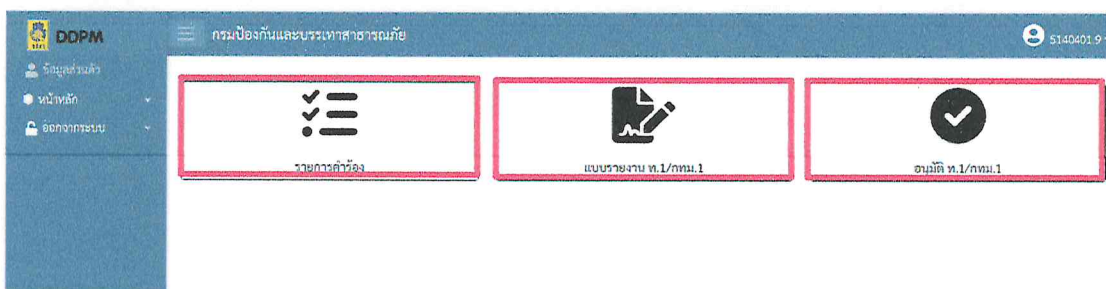 DDPM
กรมป้องกันและบรรเทาสาธารณภัย
5140401.9
ข้อมูลส่วนตัว
หน้าหลัก
ออกจากระบบ
รายการคำร้อง
แบบรายงาน ท.1/กทม.1
อนุมัติ ท.1/กทม.1